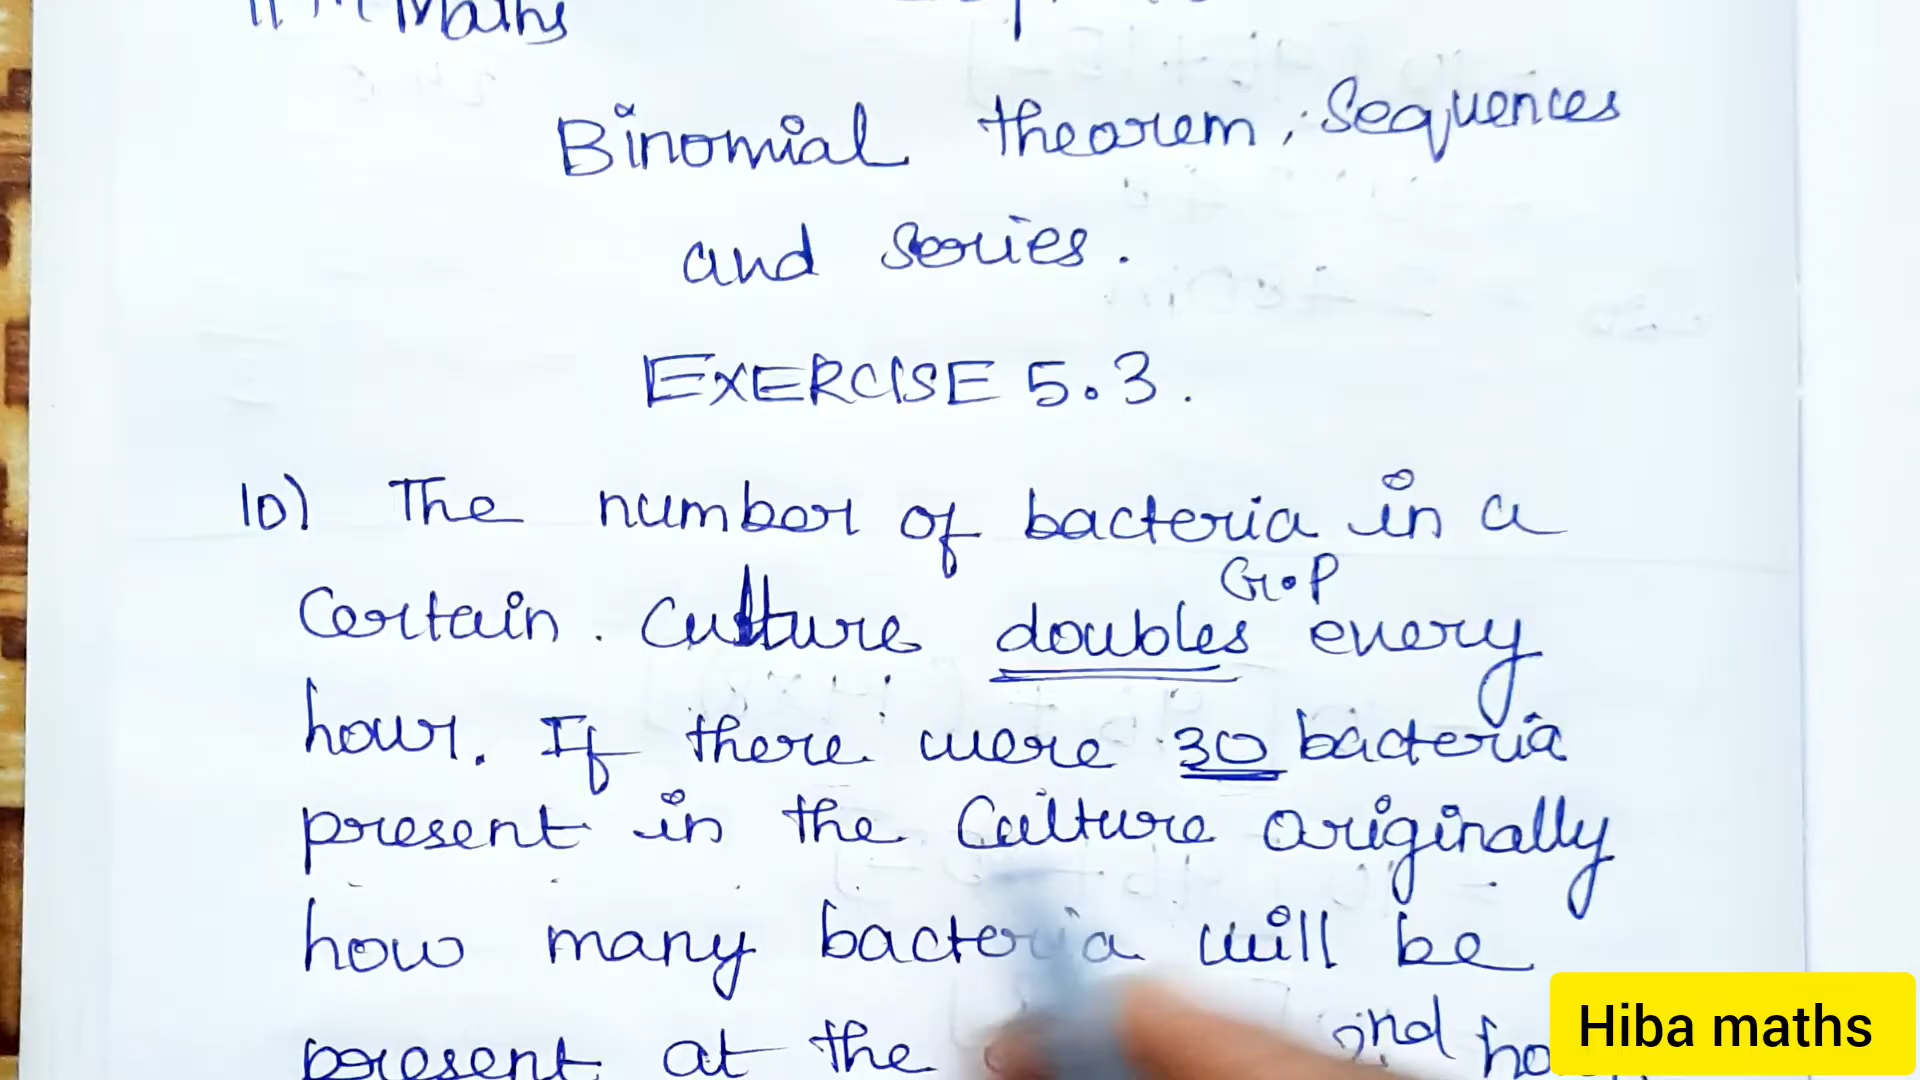 Maths
Binomial theorem, Sequences
and series.
EXERCISE 5.3.
10) The number of bacteria in a
G.P
Certain. Culture doubles every
hour. If there were 30 bacteria
present in the Culture originally
how many bacteria will be
present at the 2nd
Hiba maths